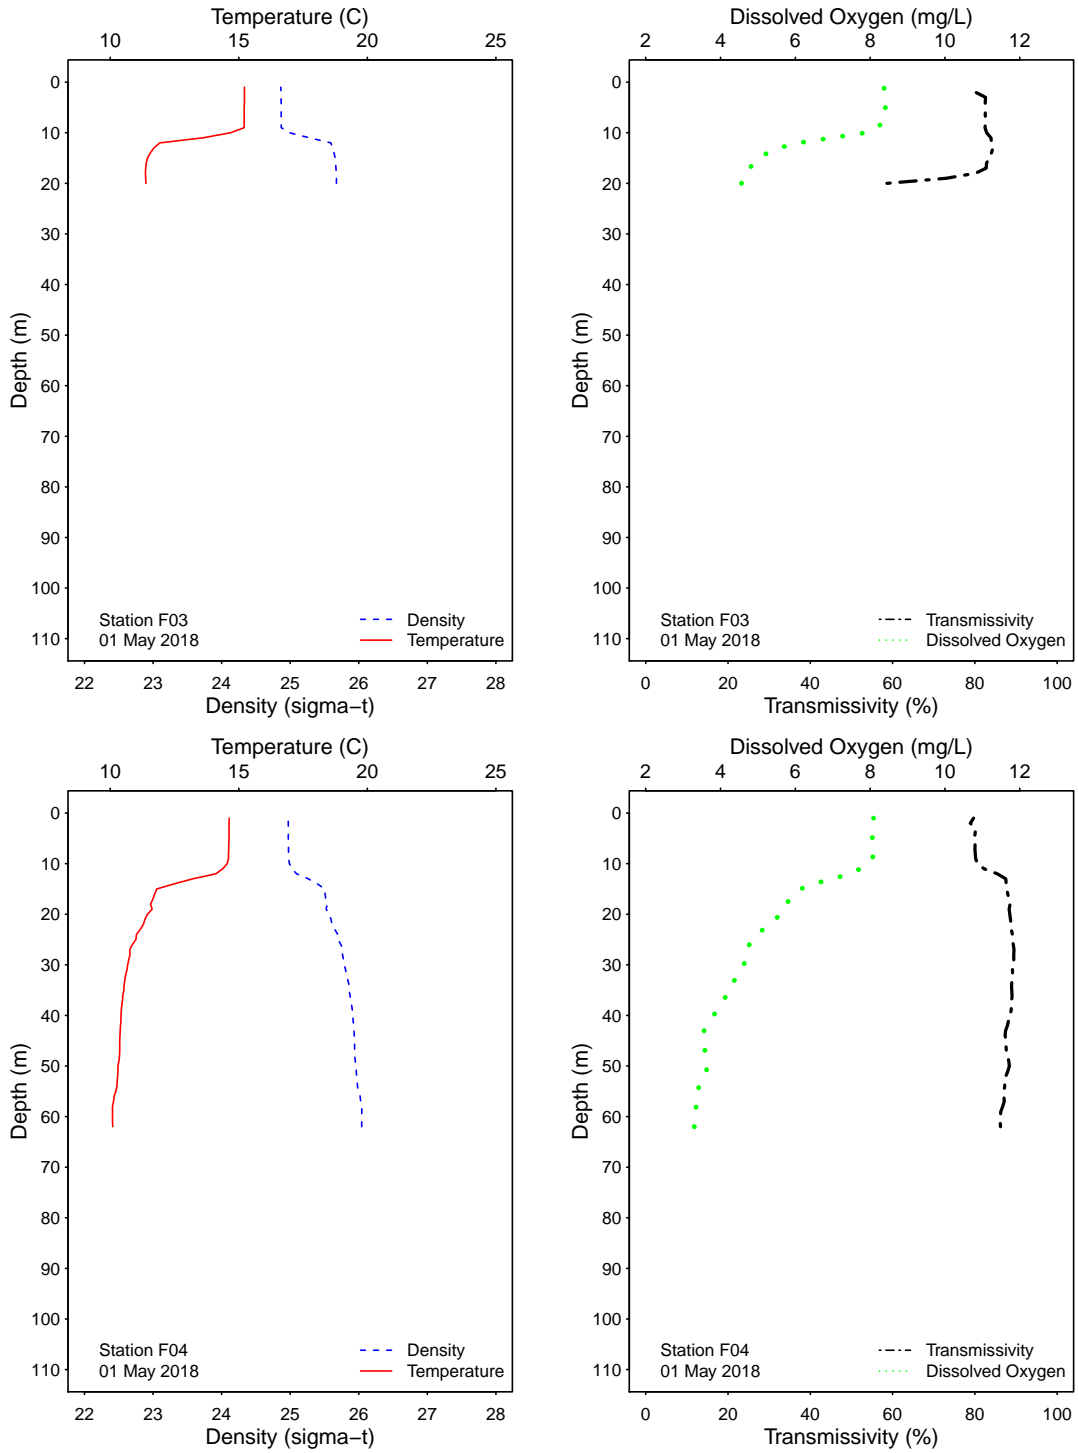 Temperature (C)
10 15 20 25
0
10
20
30
40
50
60
70
80
90
100
110
Depth (m)
Station F03
01 May 2018
Density
Temperature
22 23 24 25 26 27 28
Density (sigma−t)
Dissolved Oxygen (mg/L)
2 4 6 8 10 12
0
10
20
30
40
50
60
70
80
90
100
110
Depth (m)
Station F03
01 May 2018
Transmissivity
Dissolved Oxygen
0 20 40 60 80 100
Transmissivity (%)
Temperature (C)
10 15 20 25
0
10
20
30
40
50
60
70
80
90
100
110
Depth (m)
Station F04
01 May 2018
Density
Temperature
22 23 24 25 26 27 28
Density (sigma−t)
Dissolved Oxygen (mg/L)
2 4 6 8 10 12
0
10
20
30
40
50
60
70
80
90
100
110
Depth (m)
Station F04
01 May 2018
Transmissivity
Dissolved Oxygen
0 20 40 60 80 100
Transmissivity (%)